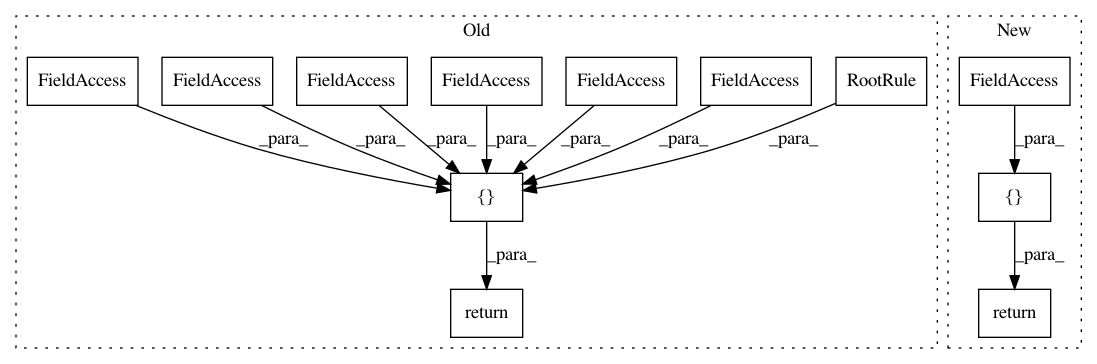 Old
New
FieldAccess
FieldAccess
FieldAccess
FieldAccess
FieldAccess
FieldAccess
RootRule
FieldAccess
_para_
_para_
_para_
_para_
_para_
_para_
_para_
_para_
{}
{}
_para_
_para_
return
return